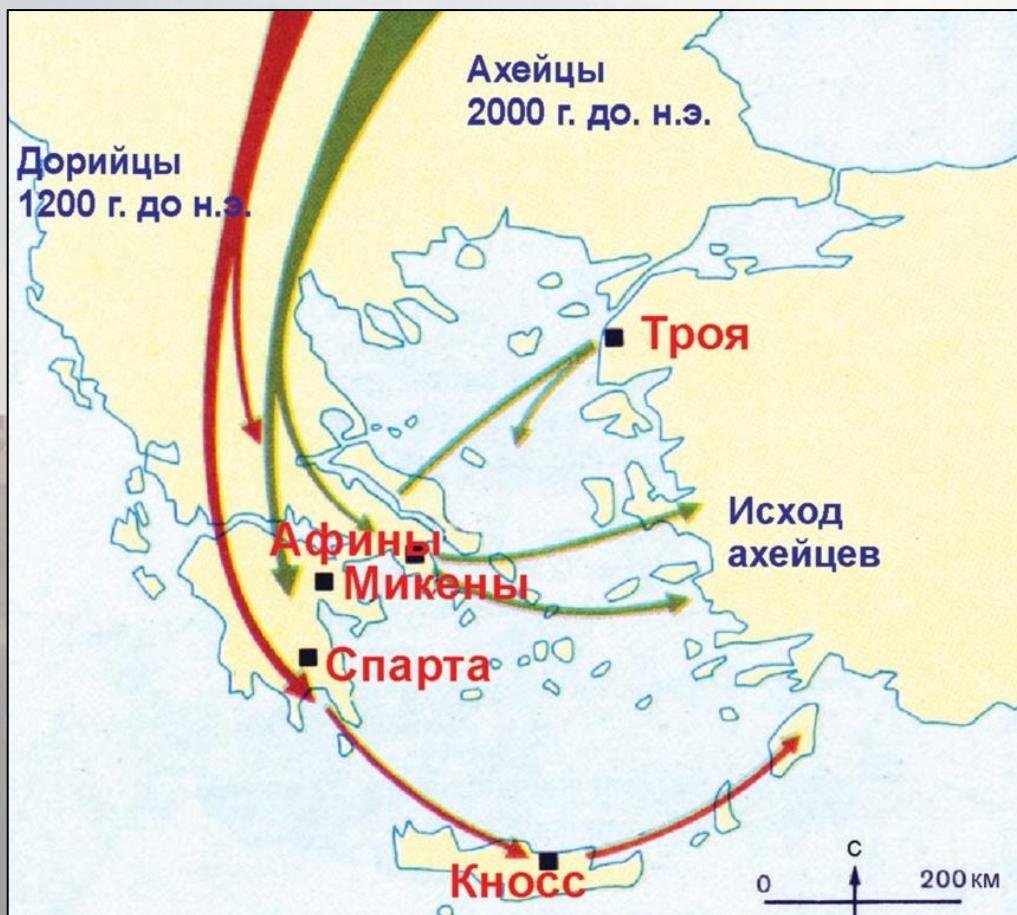 Ахейцы
2000 г. до. н.э.
Дорийцы
1200 г. до н.э.
Троя
Исход
ахейцев
Афины
Микены
Спарта
Кносс
С
0 200 км